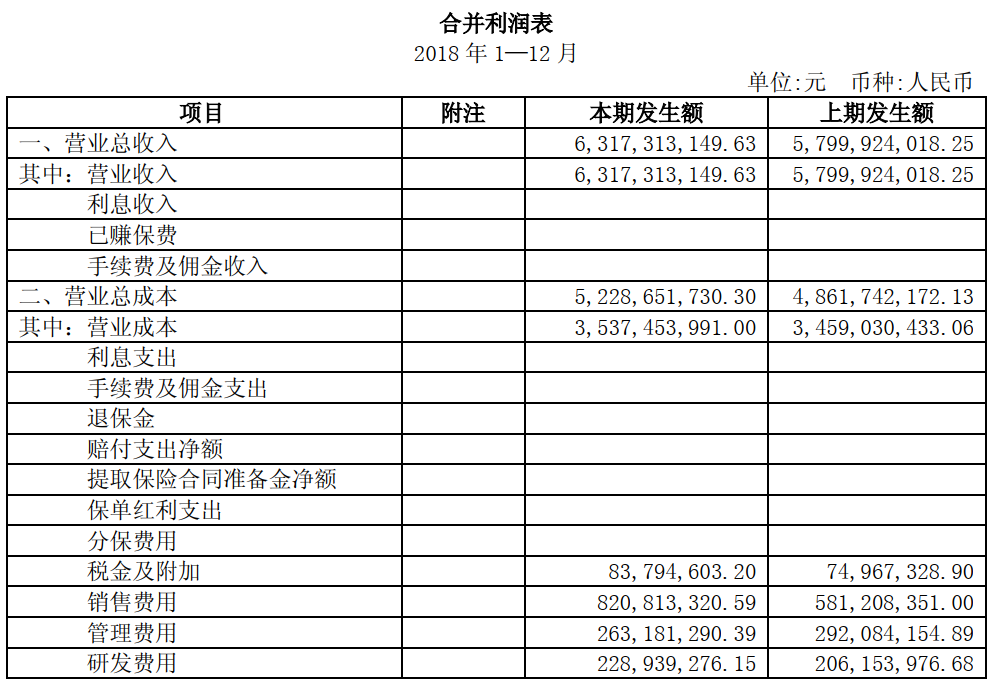 合并利润表
2018 年 1—12 月
单位:元 币种:人民币
项目 附注 本期发生额 上期发生额
一、营业总收入 6,317,313,149.63 5,799,924,018.25
其中：营业收入 6,317,313,149.63 5,799,924,018.25
利息收入
已赚保费
手续费及佣金收入
二、营业总成本 5,228,651,730.30 4,861,742,172.13
其中：营业成本 3,537,453,991.00 3,459,030,433.06
利息支出
手续费及佣金支出
退保金
赔付支出净额
提取保险合同准备金净额
保单红利支出
分保费用
税金及附加 83,794,603.20 74,967,328.90
销售费用 820,813,320.59 581,208,351.00
管理费用 263,181,290.39 292,084,154.89
研发费用 228,939,276.15 206,153,976.68